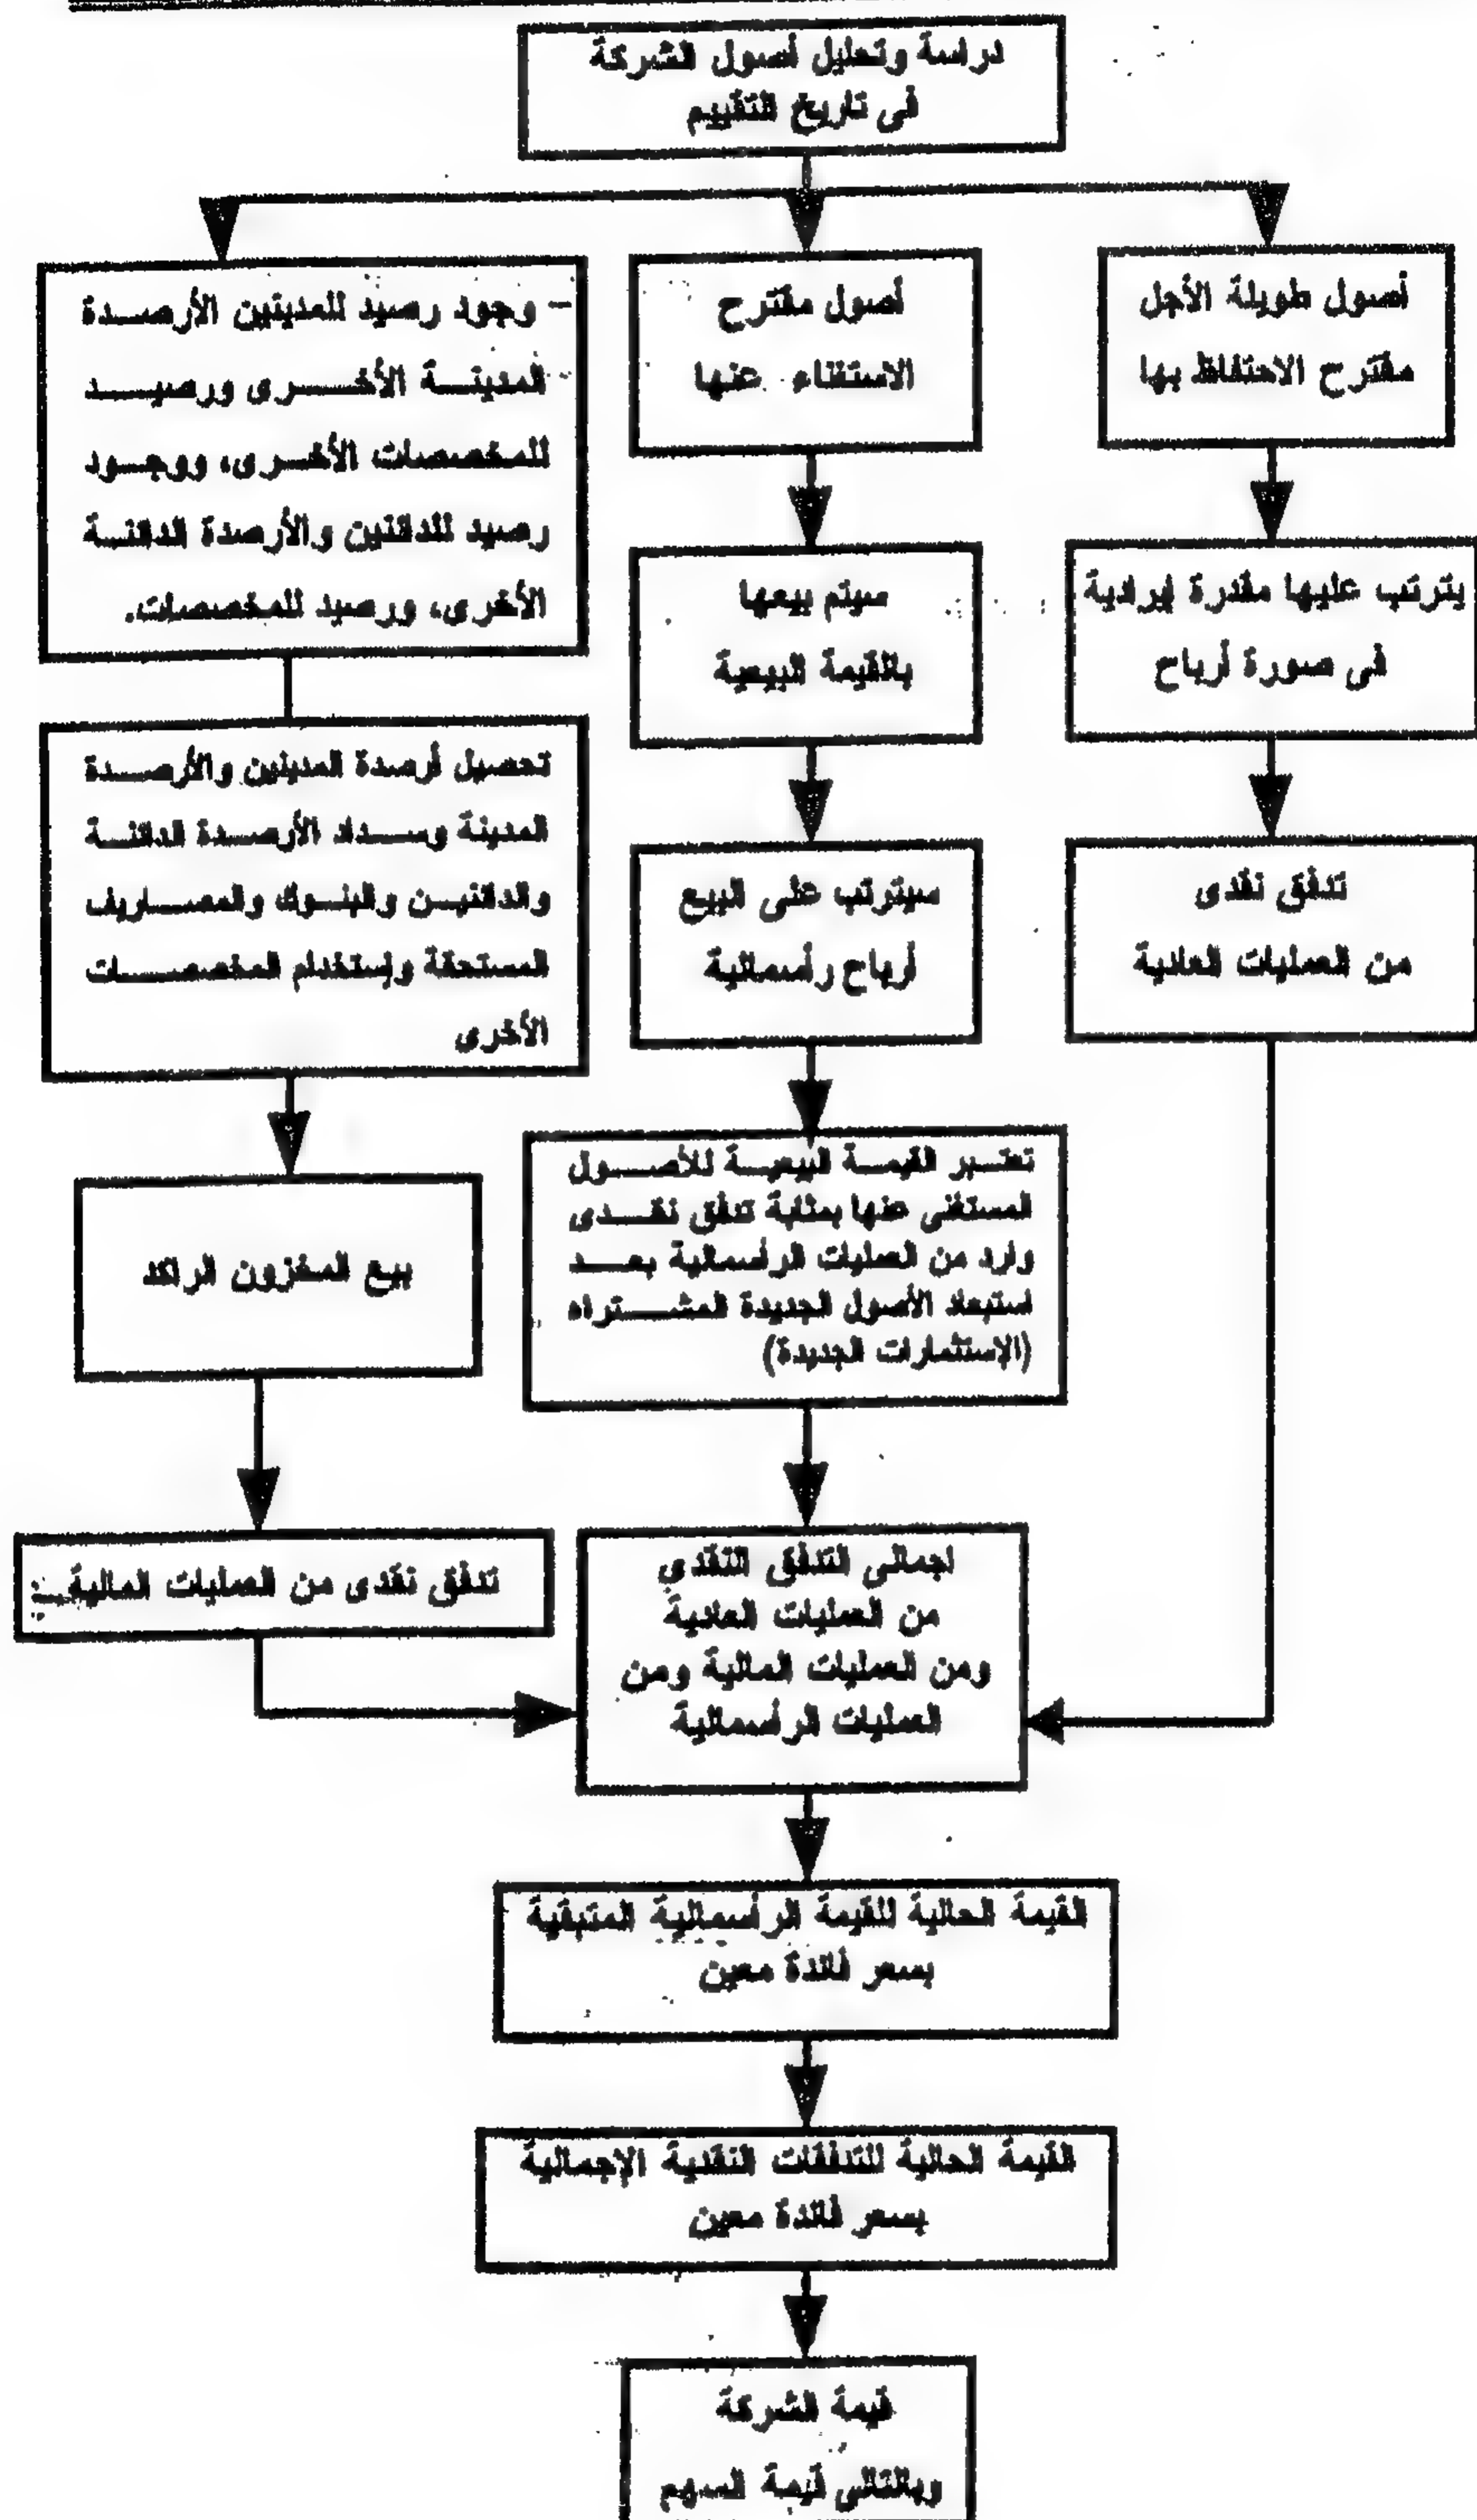 دراسة وتحليل أصول الشركة
فى تاريخ التقييم
أصول طويلة الأجل
مقترح الاحتفاظ بها
يترتب عليها مقدرة إيرادية
فى صورة أرباح
تدفق نقدى
من العمليات العادية
أصول مقترح
الاستغناء عنها
سيتم بيعها
بالقيمة البيعية
سيترتب على البيع
أرباح رأسمالية
تعتبر القيمة البيعية للأصول
المستغنى عنها بمثابة تدفق نقدى
وارد من العمليات الرأسمالية بعد
استبعاد الأصول الجديدة المشتراه
(الإستثمارات الجديدة)
- وجود رصيد للمدينين الأرصدة
المدينة الأخرى ورصيد
للمخصصات الأخرى، ووجود
رصيد للدائنين والأرصدة الدائنة
الأخرى، ورصيد للمخصصات.
تحصيل أرصدة المدينين والأرصدة
المدينة وسداد الأرصدة الدائنة
والدائنين والبنوك والمصاريف
المستحقة وإستخدام المخصصات
الأخرى
بيع المخزون الراكد
تدفق نقدى من العمليات المالية
اجمالى التدفق النقدى
من العمليات العادية
ومن العمليات المالية ومن
العمليات الرأسمالية
القيمة الحالية للقيمة الرأسمالية المتبقية
بسعر فائدة معين
القيمة الحالية للتدفقات النقدية الإجمالية
بسعر فائدة معين
قيمة الشركة
وبالتالى قيمة السهم